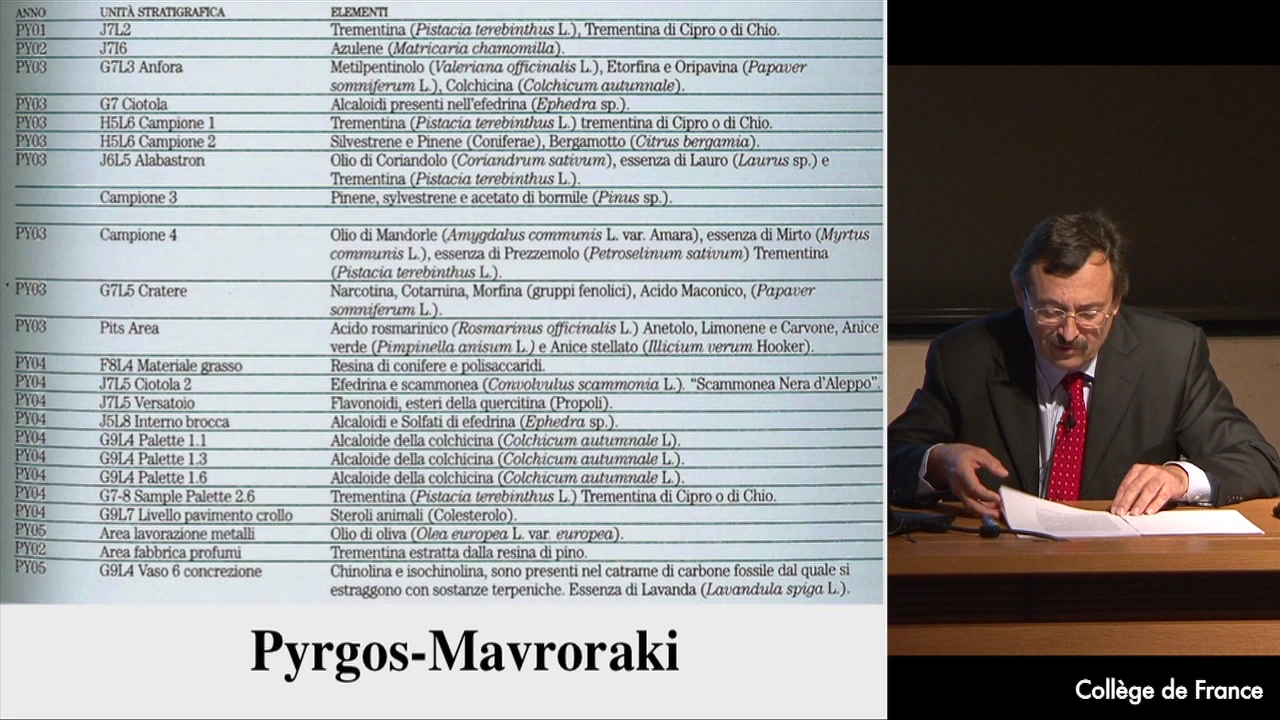 ANNO UNITÀ STRATIGRAFICA ELEMENTI
PY01 J7L2 Trementina (Pistacia terebinthus L.), Trementina di Cipro o di Chio.
PY02 J7I6 Azulene (Matricaria chamomilla).
PY03 G7L3 Anfora Metilpentinolo (Valeriana officinalis L.), Etorfina e Oripavina (Papaver
somniferum L.), Colchicina (Colchicum autunnale).
PY03 G7 Ciotola Alcaloidi presenti nell'efedrina (Ephedra sp.).
PY03 H5L6 Campione 1 Trementina (Pistacia terebinthus L.) trementina di Cipro o di Chio.
PY03 H5L6 Campione 2 Silvestrene e Pinene (Coniferae), Bergamotto (Citrus bergamia).
PY03 J6L5 Alabastron Olio di Coriandolo (Coriandrum sativum), essenza di Lauro (Laurus sp.) e
Trementina (Pistacia terebinthus L.).
Campione 3 Pinene, sylvestrene e acetato di bormile (Pinus sp.).
PY03 Campione 4 Olio di Mandorle (Amygdalus communis L. var. Amara), essenza di Mirto (Myrtus
communis L.), essenza di Prezzemolo (Petroselinum sativum) Trementina
(Pistacia terebinthus L.).
PY03 G7L5 Cratere Narcotina, Cotarnina, Morfina (gruppi fenolici), Acido Maconico, (Papaver
somniferum L.).
PY03 Pits Area Acido rosmarinico (Rosmarinus officinalis L.) Anetolo, Limonene e Carvone, Anice
verde (Pimpinella anisum L.) e Anice stellato (Illicium verum Hooker).
PY04 F8L4 Materiale grasso Resina di conifere e polisaccaridi.
PY04 J7L5 Ciotola 2 Efedrina e scammonea (Convolvulus scammonia L.). "Scammonea Nera d'Aleppo".
PY04 J7L5 Versatoio Flavonoidi, esteri della quercitina (Propoli).
PY04 J5L8 Interno brocca Alcaloidi e Solfati di efedrina (Ephedra sp.).
PY04 G9L4 Palette 1.1 Alcaloide della colchicina (Colchicum autumnale L).
PY04 G9L4 Palette 1.3 Alcaloide della colchicina (Colchicum autumnale L.).
PY04 G9L4 Palette 1.6 Alcaloide della colchicina (Colchicum autumnale L.).
PY04 G7-8 Sample Palette 2.6 Trementina (Pistacia terebinthus L.) Trementina di Cipro o di Chio.
PY04 G9L7 Livello pavimento crollo Steroli animali (Colesterolo).
PY05 Area lavorazione metalli Olio di oliva (Olea europea L. var. europea).
PY02 Area fabbrica profumi Trementina estratta dalla resina di pino.
PY05 G9L4 Vaso 6 concrezione Chinolina e isochinolina, sono presenti nel catrame di carbone fossile dal quale si
estraggono con sostanze terpeniche. Essenza di Lavanda (Lavandula spiga L.).
Pyrgos-Mavroraki
Collège de France